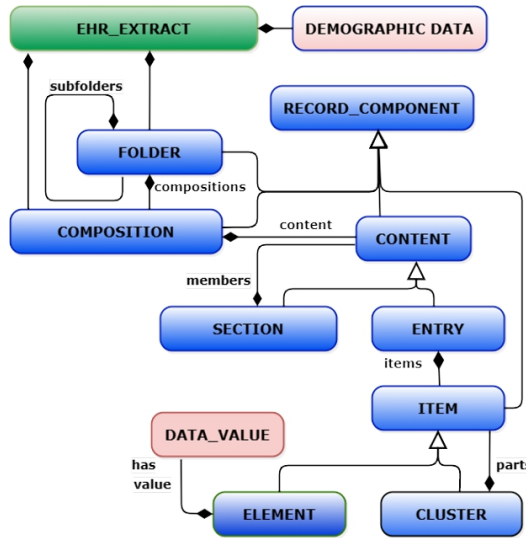 EHR_EXTRACT
DEMOGRAPHIC DATA
subfolders
RECORD_COMPONENT
FOLDER
compositions
COMPOSITION
content
CONTENT
members
SECTION
ENTRY
items
ITEM
DATA_VALUE
has
value
parts
ELEMENT
CLUSTER